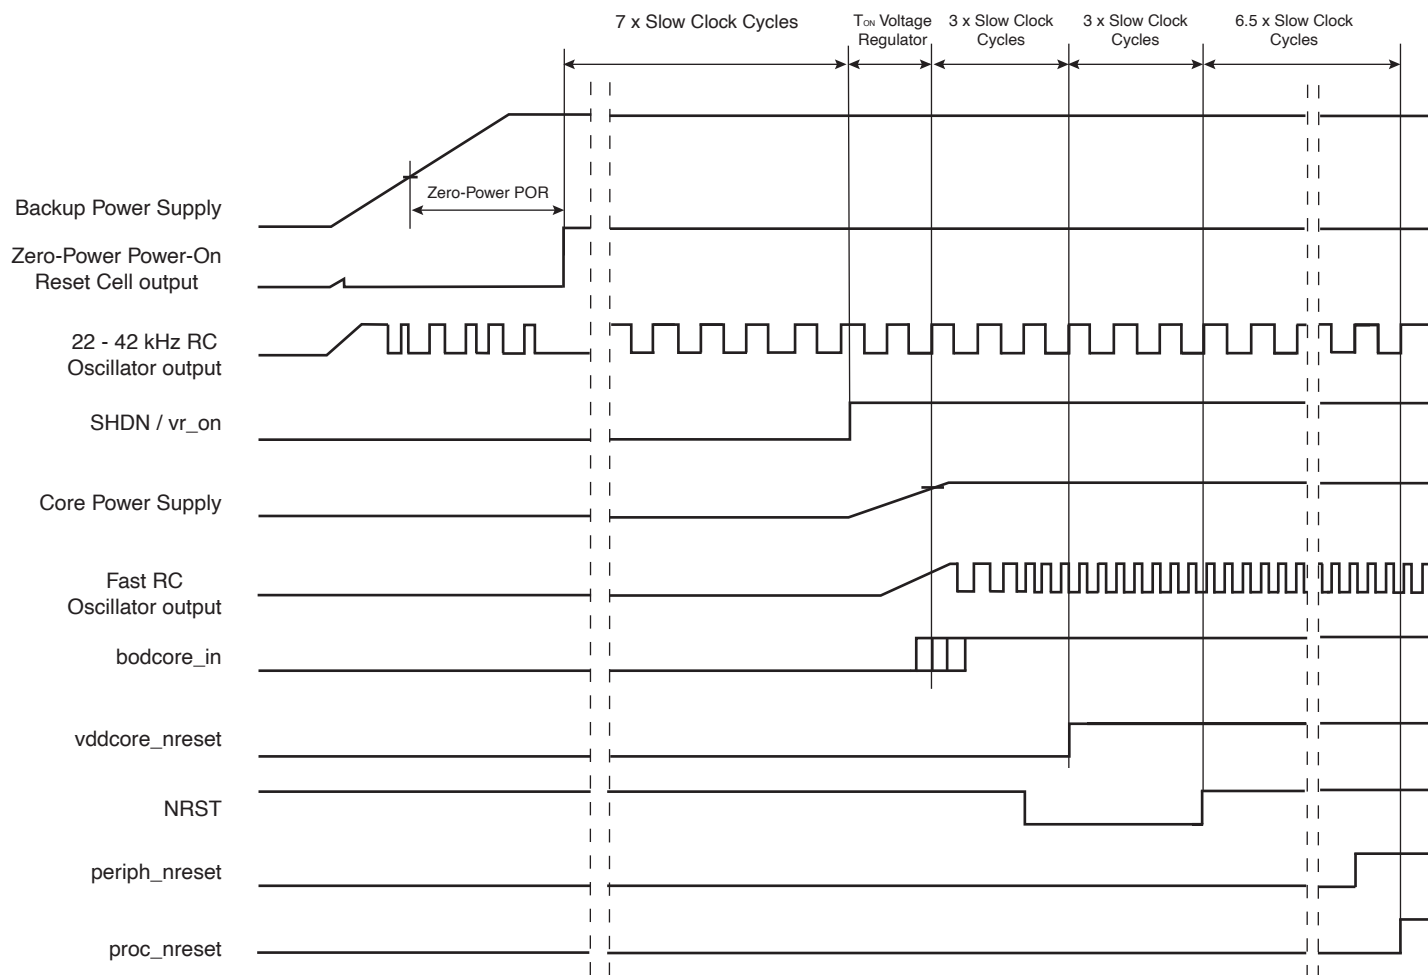 7 x Slow Clock Cycles
TON Voltage
Regulator
3 x Slow Clock
Cycles
3 x Slow Clock
Cycles
6.5 x Slow Clock
Cycles
Zero-Power POR
Backup Power Supply
Zero-Power Power-On
Reset Cell output
22 - 42 kHz RC
Oscillator output
SHDN / vr_on
Core Power Supply
Fast RC
Oscillator output
bodcore_in
vddcore_nreset
NRST
periph_nreset
proc_nreset